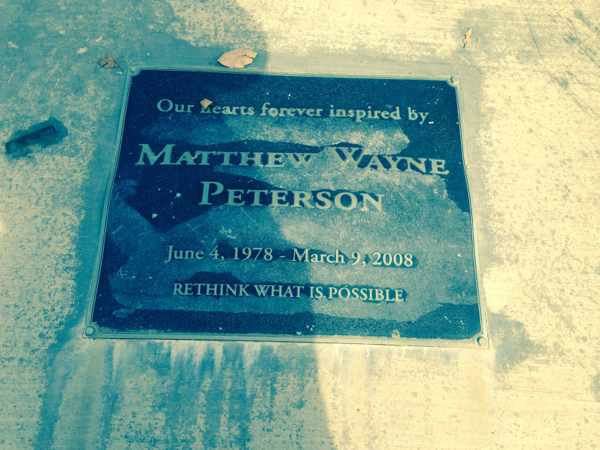 Our hearts forever inspired by
MATTHEW WAYNE
PETERSON
June 4, 1978 - March 9, 2008
RETHINK WHAT IS POSSIBLE